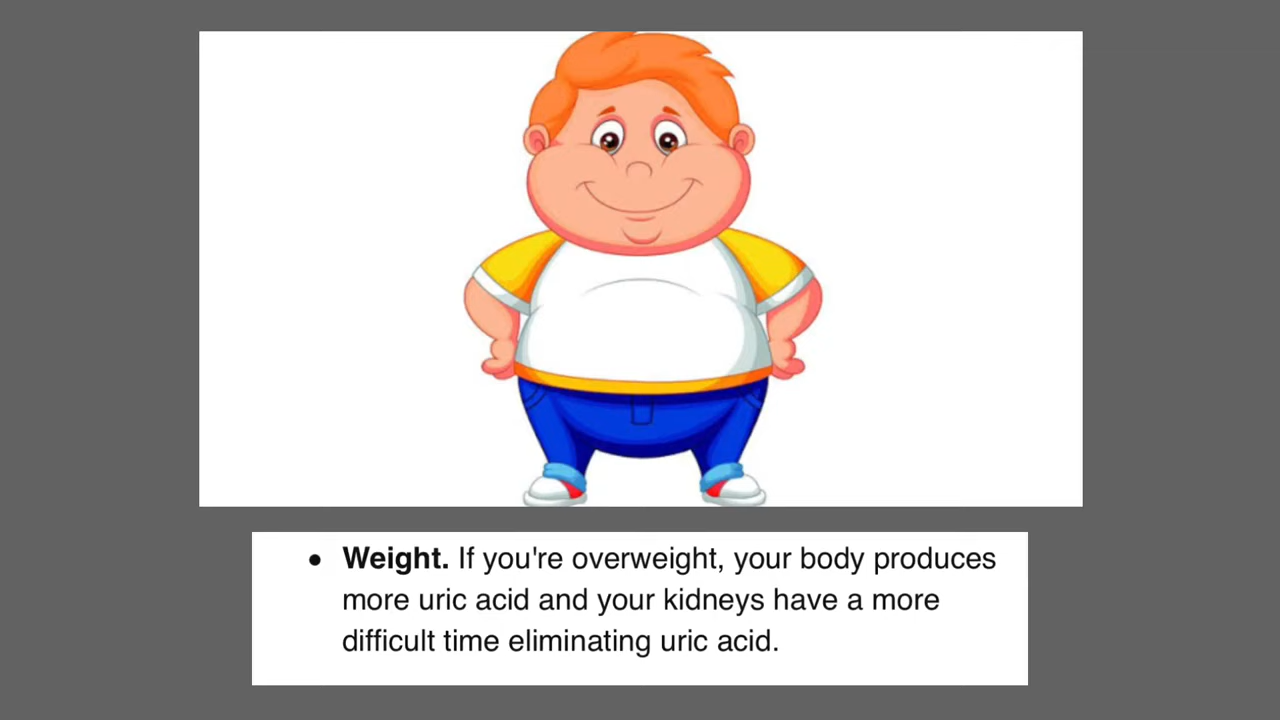 • Weight. If you're overweight, your body produces
more uric acid and your kidneys have a more
difficult time eliminating uric acid.